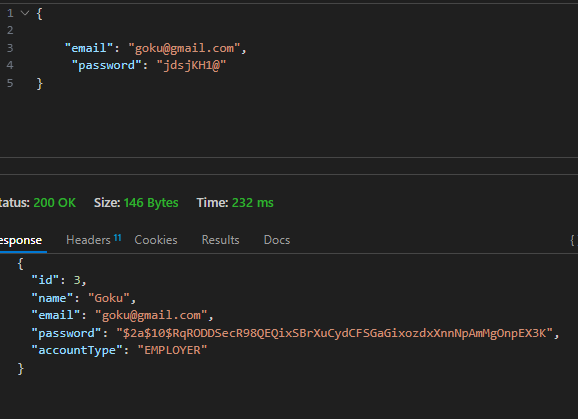 1 {
2
3 "email": "goku@gmail.com",
4 "password": "jdsjKH1@"
5 }
tatus: 200 OK Size: 146 Bytes Time: 232 ms
esponse Headers 11 Cookies Results Docs {
{
"id": 3,
"name": "Goku",
"email": "goku@gmail.com",
"password": "$2a$10$RqRODDSecR98QEQixSBrXuCydCFSGaGixozdxXnnNpAmMgOnpEX3K",
"accountType": "EMPLOYER"
}